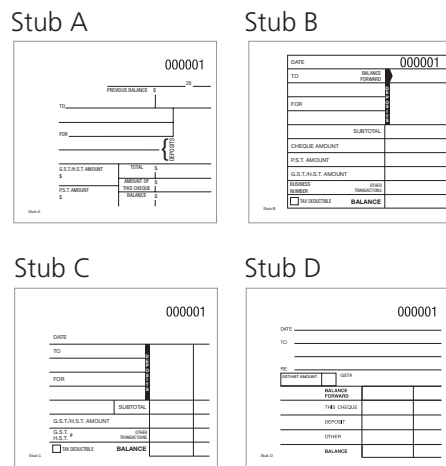 Stub A
000001
20
PREVIOUS BALANCE $
TO
FOR
DEPOSITS
G.S.T./H.S.T. AMOUNT
$
P.S.T. AMOUNT
$
TOTAL $
AMOUNT OF
THIS CHEQUE $
BALANCE $
Stub A
Stub B
000001
DATE
TO
BALANCE
FORWARD
FOR
SUBTOTAL
CHEQUE AMOUNT
P.S.T. AMOUNT
G.S.T./H.S.T. AMOUNT
BUSINESS
NUMBER
OTHER
TRANSACTIONS
TAX DEDUCTIBLE
BALANCE
Stub B
Stub C
000001
DATE
TO
FOR
SUBTOTAL
G.S.T./H.S.T. AMOUNT
G.S.T.
H.S.T. #
OTHER
TRANSACTIONS
TAX DEDUCTIBLE
BALANCE
Stub C
Stub D
000001
DATE
TO
RE
GST/HST AMOUNT
GST#
BALANCE
FORWARD
THIS CHEQUE
DEPOSIT
OTHER
BALANCE
Stub D